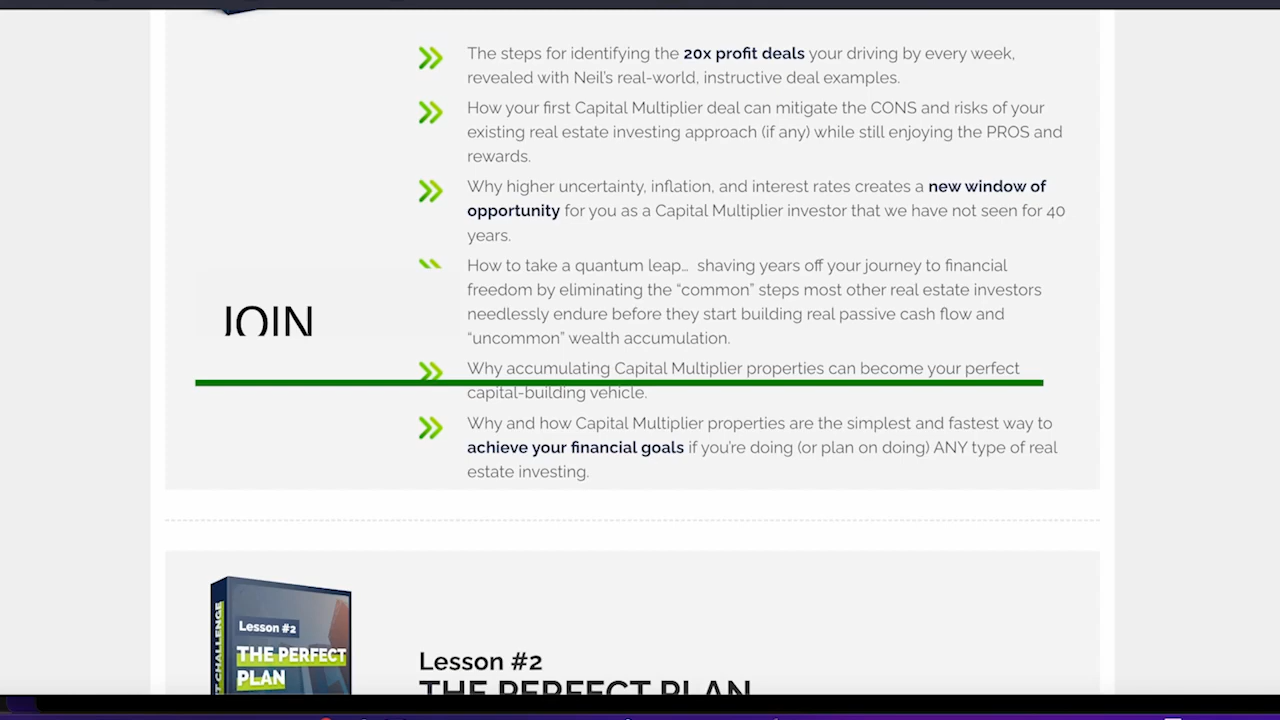 The steps for identifying the 20x profit deals your driving by every week,
revealed with Neil's real-world, instructive deal examples.
How your first Capital Multiplier deal can mitigate the CONS and risks of your
existing real estate investing approach (if any) while still enjoying the PROS and
rewards.
Why higher uncertainty, inflation, and interest rates creates a new window of
opportunity for you as a Capital Multiplier investor that we have not seen for 40
years.
How to take a quantum leap… shaving years off your journey to financial
freedom by eliminating the “common” steps most other real estate investors
needlessly endure before they start building real passive cash flow and
“uncommon” wealth accumulation.
JOIN
Why accumulating Capital Multiplier properties can become your perfect
capital-building vehicle.
Why and how Capital Multiplier properties are the simplest and fastest way to
achieve your financial goals if you're doing (or plan on doing) ANY type of real
estate investing.
CHALLENGE
Lesson #2
THE PERFECT
PLAN
Lesson #2
THE PERFECT PLAN